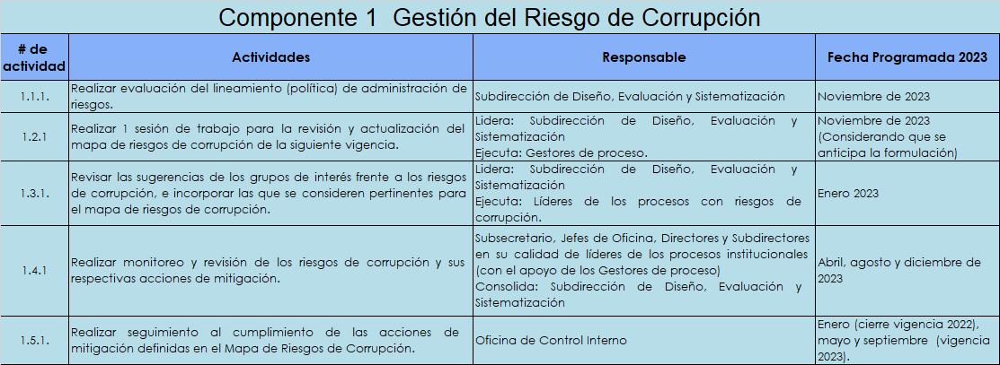 Componente 1  Gestión del Riesgo de Corrupción
# de
actividad
Actividades
Responsable
Fecha Programada 2023
1.1.1.
Realizar evaluación del lineamiento (política) de administración de
riesgos.
Subdirección de Diseño, Evaluación y Sistematización
Noviembre de 2023
1.2.1
Realizar 1 sesión de trabajo para la revisión y actualización del
mapa de riesgos de corrupción de la siguiente vigencia.
Lidera: Subdirección de Diseño, Evaluación y
Sistematización
Ejecuta: Gestores de proceso.
Noviembre de 2023
(Considerando que se
anticipa la formulación)
1.3.1.
Revisar las sugerencias de los grupos de interés frente a los riesgos
de corrupción, e incorporar las que se consideren pertinentes para
el mapa de riesgos de corrupción.
Lidera: Subdirección de Diseño, Evaluación y
Sistematización
Ejecuta: Líderes de los procesos con riesgos de
corrupción.
Enero 2023
1.4.1
Realizar monitoreo y revisión de los riesgos de corrupción y sus
respectivas acciones de mitigación.
Subsecretario, Jefes de Oficina, Directores y Subdirectores
en su calidad de líderes de los procesos institucionales
(con el apoyo de los Gestores de proceso)
Consolida: Subdirección de Diseño, Evaluación y
Sistematización
Abril, agosto y diciembre de
2023
1.5.1.
Realizar seguimiento al cumplimiento de las acciones de
mitigación definidas en el Mapa de Riesgos de Corrupción.
Oficina de Control Interno
Enero (cierre vigencia 2022),
mayo y septiembre  (vigencia
2023).